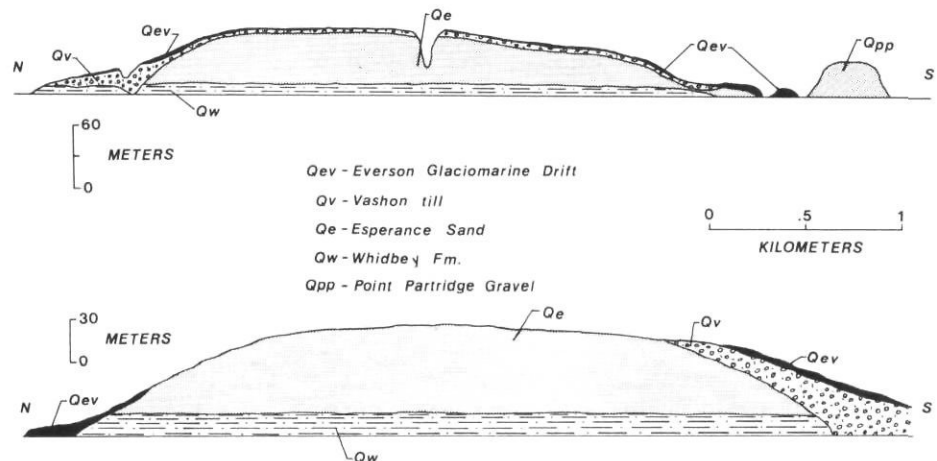 Qe
Qev
Qv
Qev
Qpp
N
S
Qw
60
METERS
0
Qev - Everson Glaciomarine Drift
Qv - Vashon till
Qe - Esperance Sand
Qw - Whidbey Fm.
Qpp - Point Partridge Gravel
0 .5 1
KILOMETERS
30
METERS
0
Qe
Qv
Qev
Qev
N
S
Qw